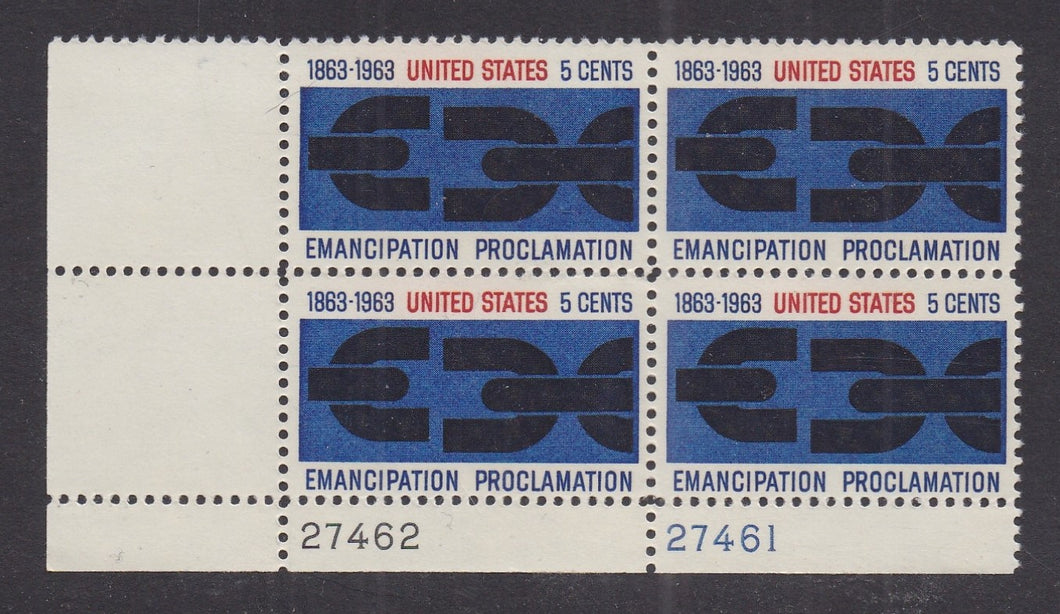 1863-1963 UNITED STATES 5 CENTS
EMANCIPATION PROCLAMATION
1863-1963 UNITED STATES 5 CENTS
EMANCIPATION PROCLAMATION
1863-1963 UNITED STATES 5 CENTS
EMANCIPATION PROCLAMATION
1863-1963 UNITED STATES 5 CENTS
EMANCIPATION PROCLAMATION
27462
27461